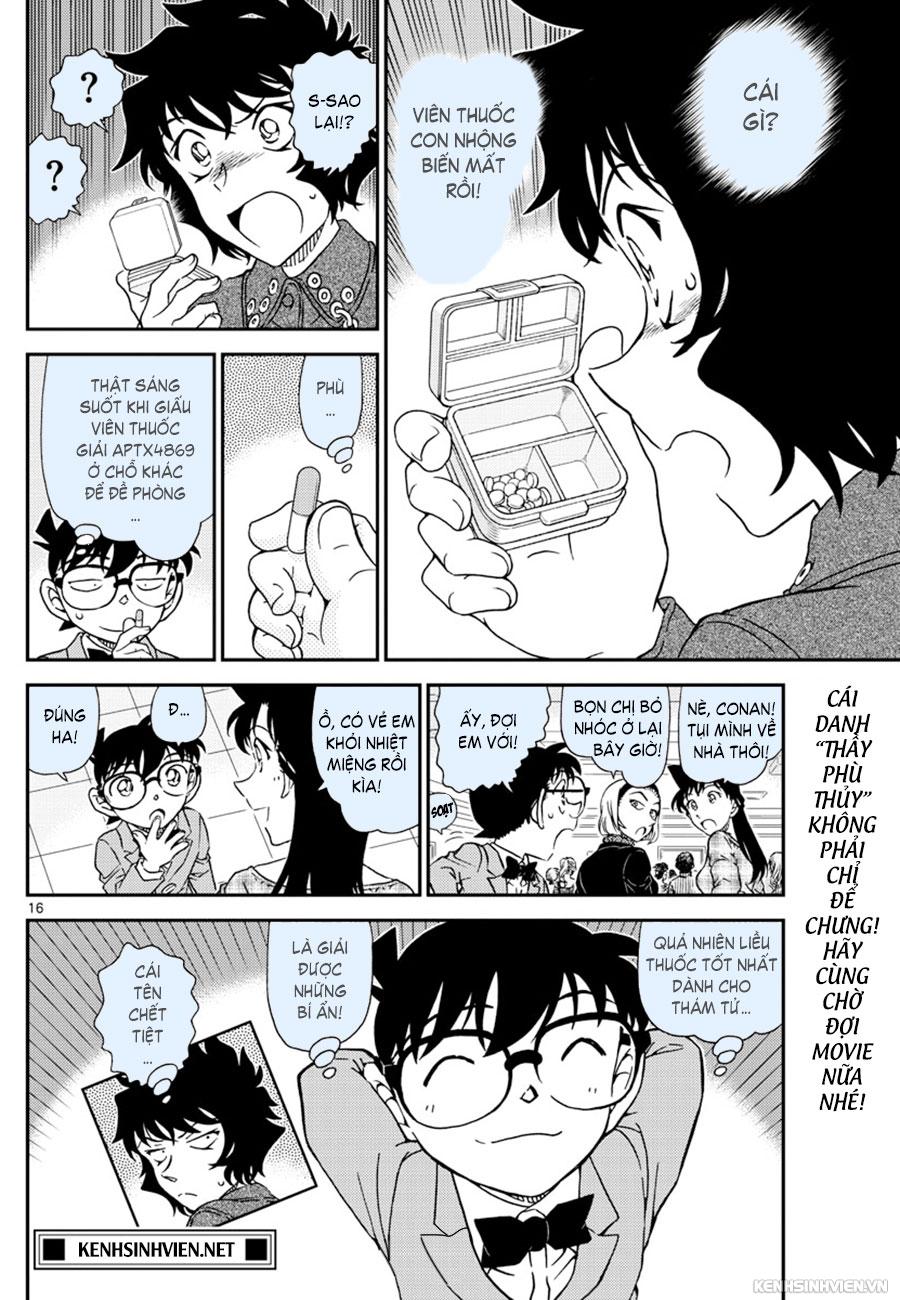 CÁI
GÌ?
VIÊN THUỐC
CON NHỘNG
BIẾN MẤT
RỒI!
S-SAO
LẠI!?
?
?
PHÙ
...
THẬT SÁNG
SUỐT KHI GIẤU
VIÊN THUỐC
GIẢI APTX4869
Ở CHỖ KHÁC
ĐỂ ĐỀ PHÒNG
...
NÈ, CONAN!
TỤI MÌNH VỀ
NHÀ THÔI!
BỌN CHỊ BỎ
NHÓC Ở LẠI
BÂY GIỜ!
ẤY, ĐỢI
EM VỚI!
SOẠT
Ồ, CÓ VẺ EM
KHỎI NHIỆT
MIỆNG RỒI
KÌA!
Đ...
ĐÚNG
HA!
CÁI
DANH
“THẦY
PHÙ
THỦY”
KHÔNG
PHẢI
CHỈ
ĐỂ
CHƯNG!
HÃY
CÙNG
CHỜ
ĐỢI
MOVIE
NỮA
NHÉ!
16
QUẢ NHIÊN LIỀU
THUỐC TỐT NHẤT
DÀNH CHO
THÁM TỬ...
LÀ GIẢI
ĐƯỢC
NHỮNG
BÍ ẨN!
CÁI
TÊN
CHẾT
TIỆT
...
KENHSINHVIEN.NET
KENHSINHVIEN.VN